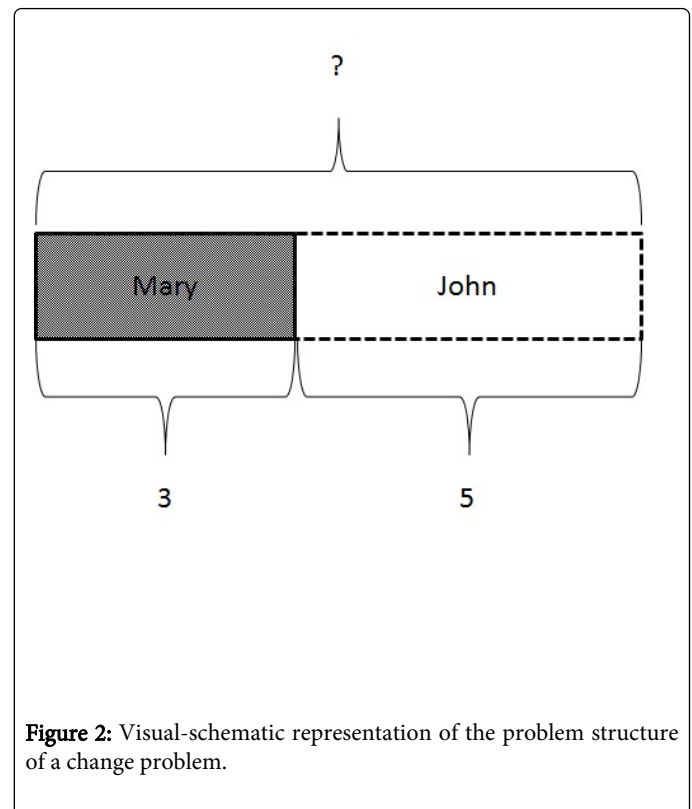 ?
Mary
John
3
5
Figure 2: Visual-schematic representation of the problem structure
of a change problem.